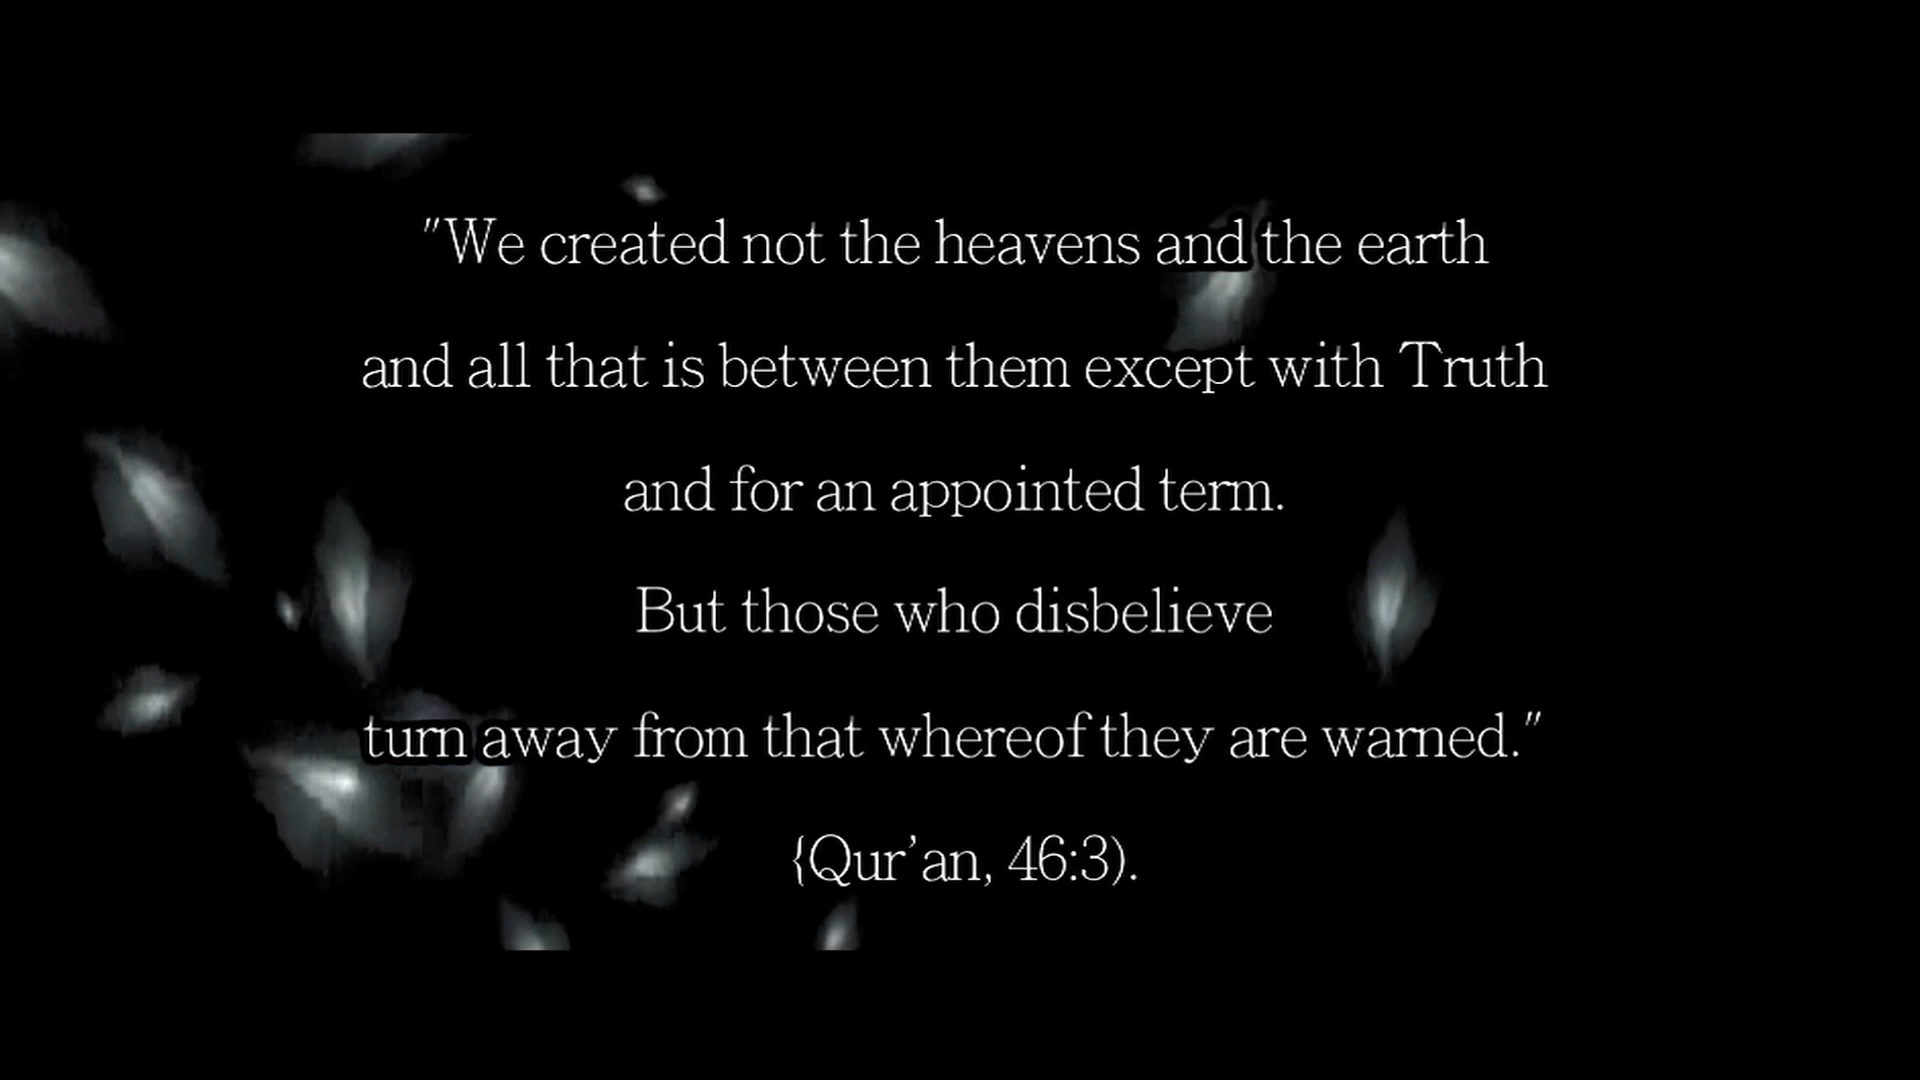 "We created not the heavens and the earth
and all that is between them except with Truth
and for an appointed term.
But those who disbelieve
turn away from that whereof they are warned."
{Qur'an, 46:3).